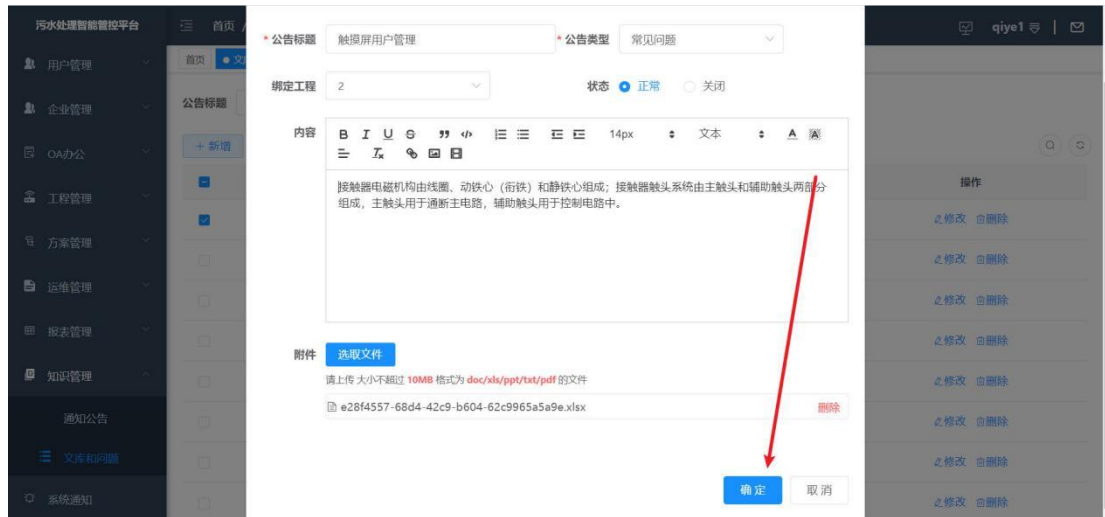 污水处理智能管控平台
首页 /
qiye1
用户管理
企业管理
OA办公
工程管理
方案管理
运维管理
报表管理
知识管理
通知公告
文库和问题
系统通知
首页
公告标题
+ 新增
* 公告标题 触摸屏用户管理 * 公告类型 常见问题
绑定工程 2 状态 正常 关闭
内容
14px 文本
接触器电磁机构由线圈、动铁心（衔铁）和静铁心组成；接触器触头系统由主触头和辅助触头两部分
组成，主触头用于通断主电路，辅助触头用于控制电路中。
附件 选取文件
请上传 大小不超过 10MB 格式为 doc/xls/ppt/txt/pdf 的文件
e28f4557-68d4-42c9-b604-62c9965a5a9e.xlsx 删除
确定 取消
操作
修改 删除
修改 删除
修改 删除
修改 删除
修改 删除
修改 删除
修改 删除
修改 删除